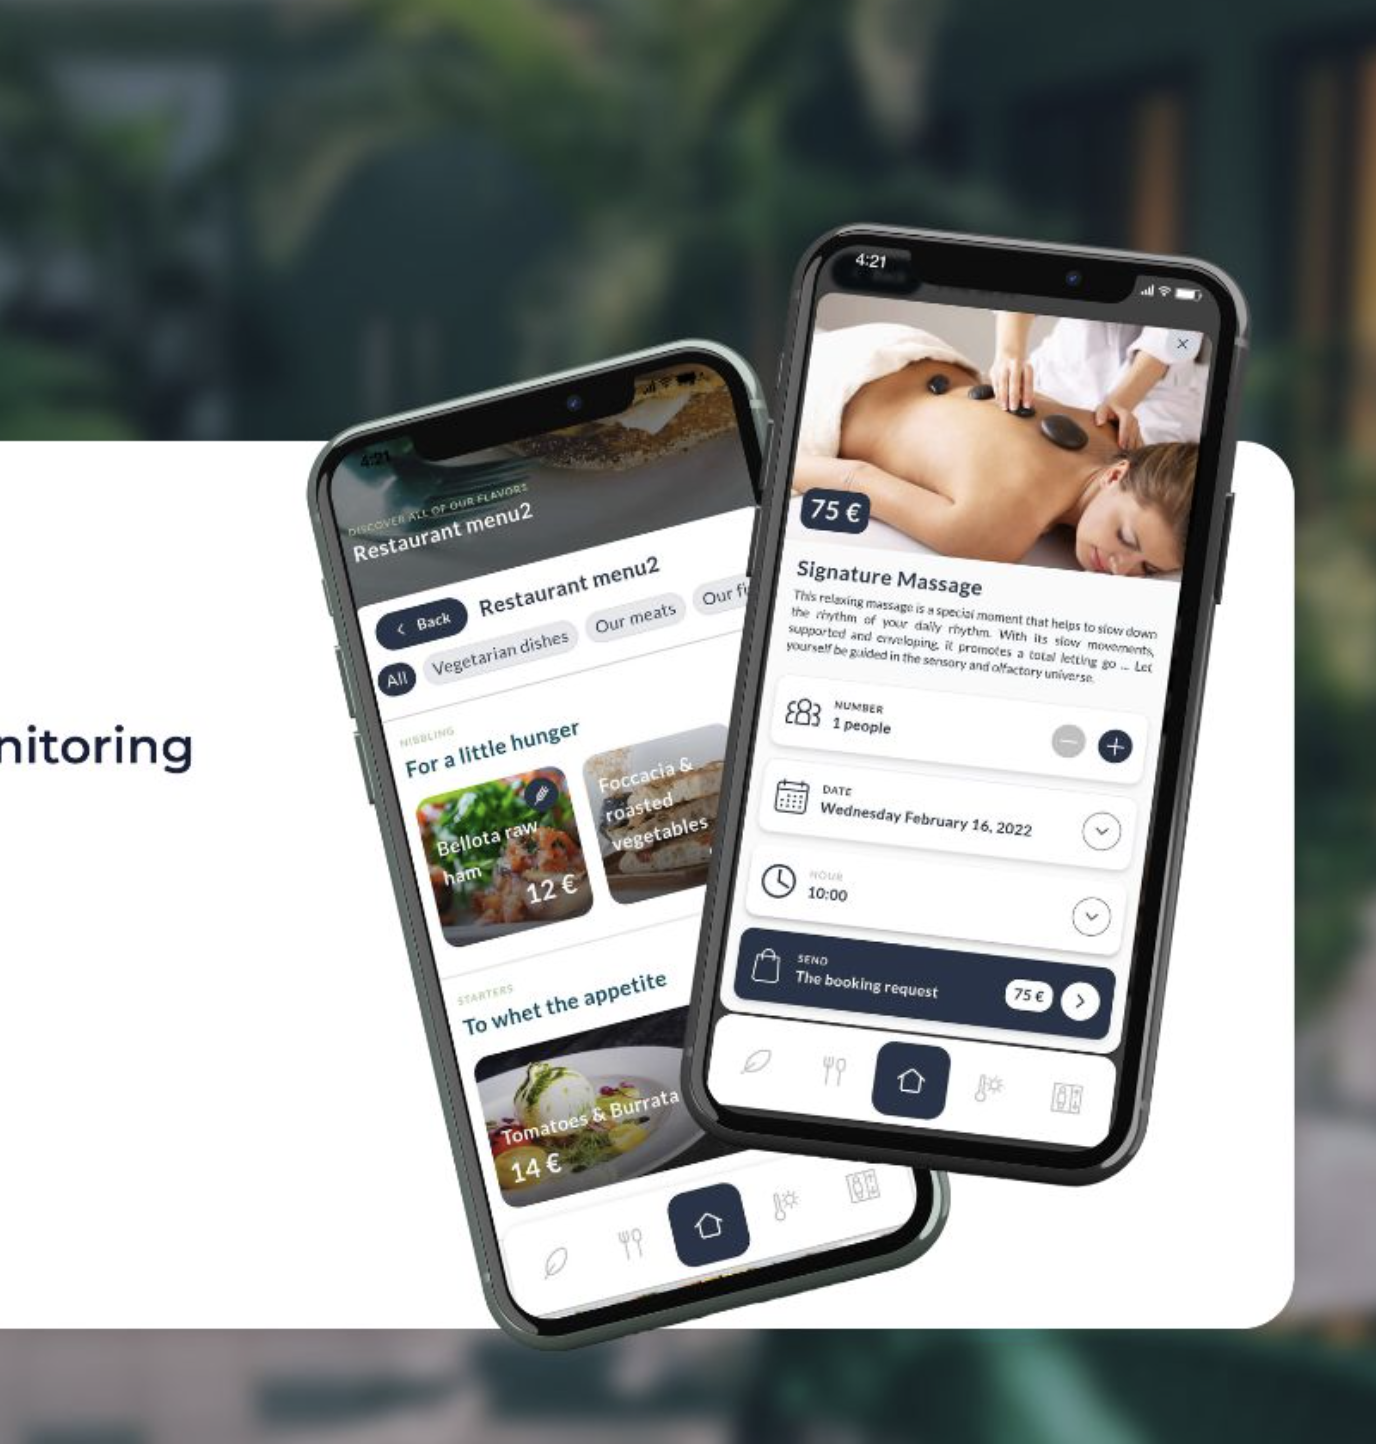 nitoring
4:21
DISCOVER ALL OF OUR FLAVORS
Restaurant menu2
Back
Restaurant menu2
All
Vegetarian dishes
Our meats
Our fi
NIBBLING
For a little hunger
Bellota raw
ham
12 €
Foccacia &
roasted
vegetables
STARTERS
To whet the appetite
Tomatoes & Burrata
14 €
4:21
75 €
Signature Massage
This relaxing massage is a special moment that helps to slow down
the rhythm of your daily rhythm. With its slow movements,
supported and enveloping, it promotes a total letting go ... Let
yourself be guided in the sensory and olfactory universe.
NUMBER
1 people
DATE
Wednesday February 16, 2022
HOUR
10:00
SEND
The booking request
75 €